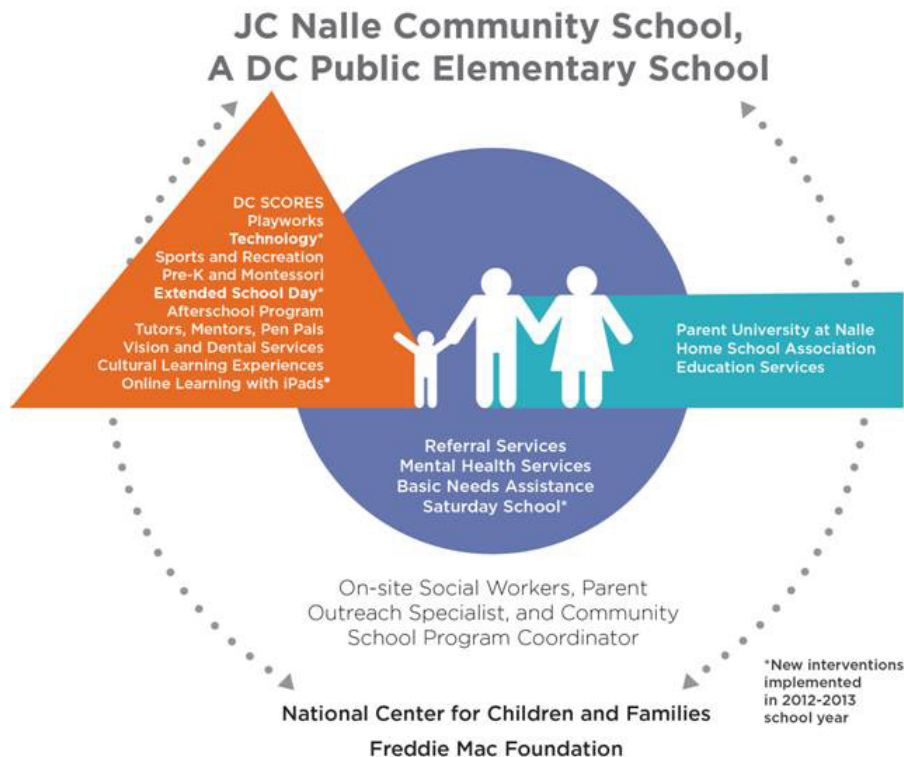 JC Nalle Community School,
A DC Public Elementary School
DC SCORES
Playworks
Technology*
Sports and Recreation
Pre-K and Montessori
Extended School Day*
Afterschool Program
Tutors, Mentors, Pen Pals
Vision and Dental Services
Cultural Learning Experiences
Online Learning with iPads*
Parent University at Nalle
Home School Association
Education Services
Referral Services
Mental Health Services
Basic Needs Assistance
Saturday School*
On-site Social Workers, Parent
Outreach Specialist, and Community
School Program Coordinator
*New interventions
implemented
in 2012-2013
school year
National Center for Children and Families
Freddie Mac Foundation